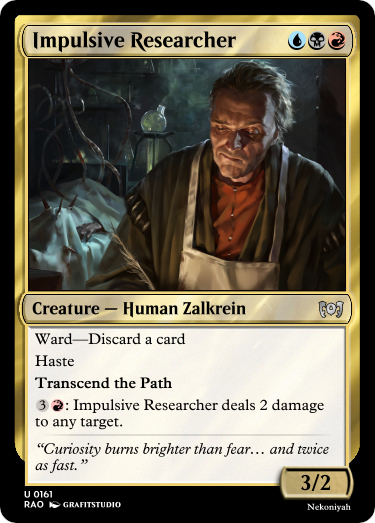 Impulsive Researcher
Creature — Human Zalkrein
Ward—Discard a card
Haste
Transcend the Path
3: Impulsive Researcher deals 2 damage
to any target.
“Curiosity burns brighter than fear… and twice
as fast.”
3/2
U 0161
RAO GRAFITSTUDIO
Nekoniyah